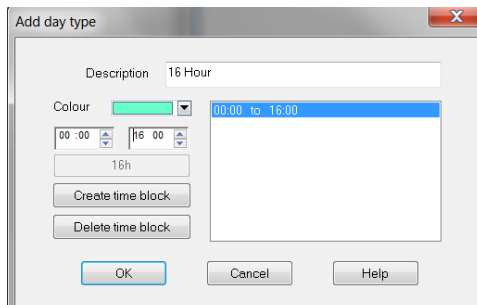 Add day type
Description 16 Hour
Colour
00:00 to 16:00
00 :00 16 00
16h
Create time block
Delete time block
OK Cancel Help